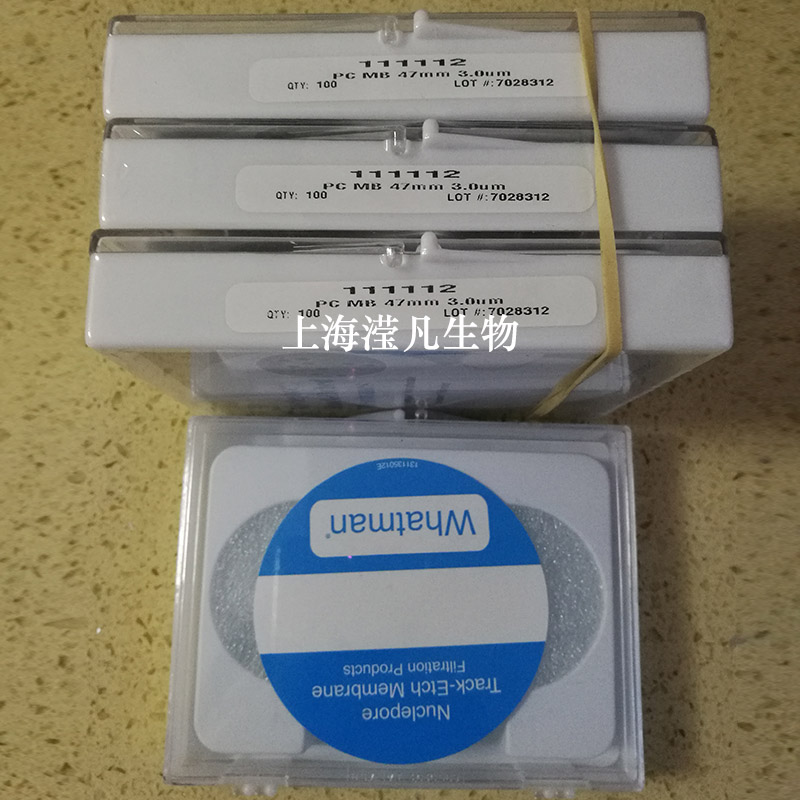 111112
PC MB 47mm 3.0um
QTY: 100 LOT #:7028312
111112
PC MB 47mm 3.0um
QTY: 100 LOT #:7028312
111112
PC MB 47mm 3.0um
QTY: 100 LOT #:7028312
上海滢凡生物
131135012E
Whatman®
Nuclepore
Track-Etch Membrane
Filtration Products